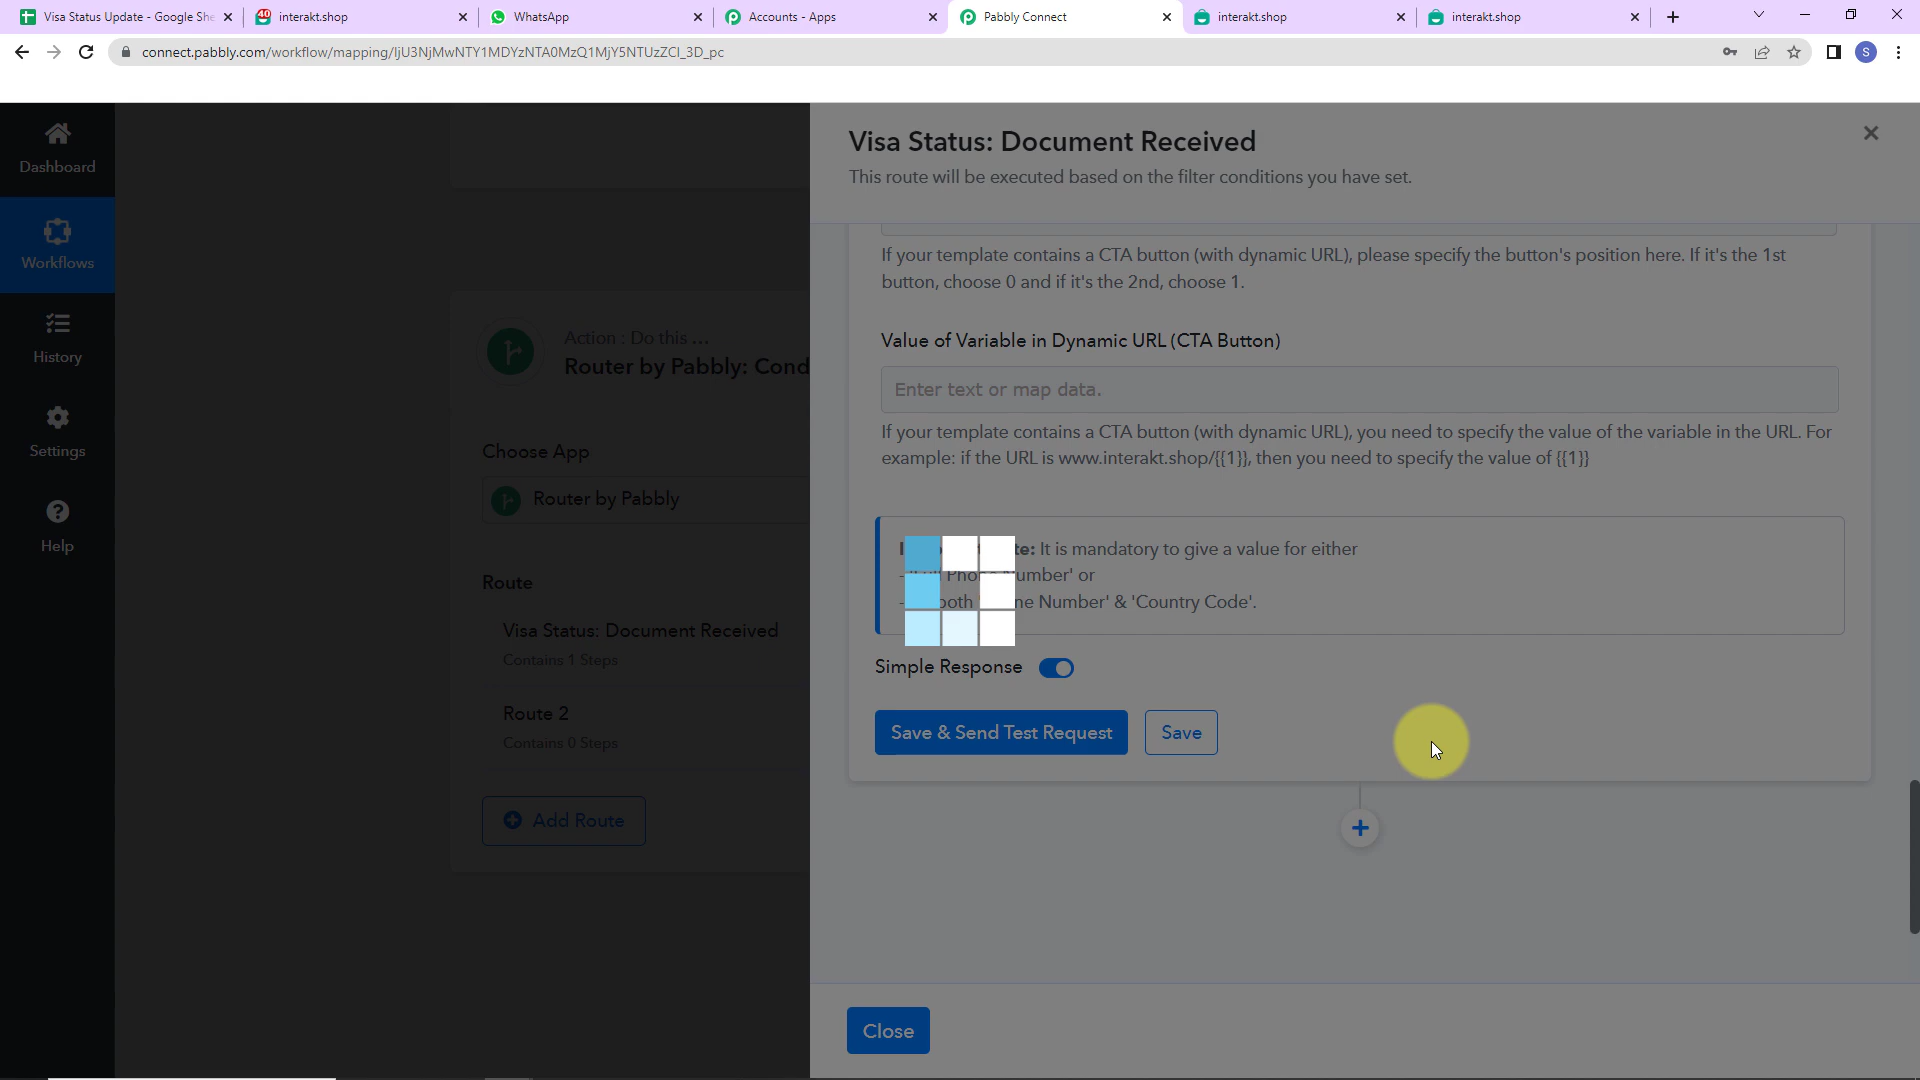 Visa Status Update - Google She
40
interakt.shop
WhatsApp
Accounts - Apps
Pabbly Connect
interakt.shop
interakt.shop
connect.pabbly.com/workflow/mapping/IjU3NjMwNTY1MDYzNTA0MzQ1MjY5NTUzZCI_3D_pc
S
Dashboard
Workflows
History
Settings
Help
Action : Do this ...
Router by Pabbly: Cond
Choose App
Router by Pabbly
Route
Visa Status: Document Received
Contains 1 Steps
Route 2
Contains 0 Steps
Add Route
Visa Status: Document Received
This route will be executed based on the filter conditions you have set.
If your template contains a CTA button (with dynamic URL), please specify the button's position here. If it's the 1st
button, choose 0 and if it's the 2nd, choose 1.
Value of Variable in Dynamic URL (CTA Button)
Enter text or map data.
If your template contains a CTA button (with dynamic URL), you need to specify the value of the variable in the URL. For
example: if the URL is www.interakt.shop/{{1}}, then you need to specify the value of {{1}}
It is mandatory to give a value for either
Number' or
both Number' & 'Country Code'.
Simple Response
Save & Send Test Request
Save
Close